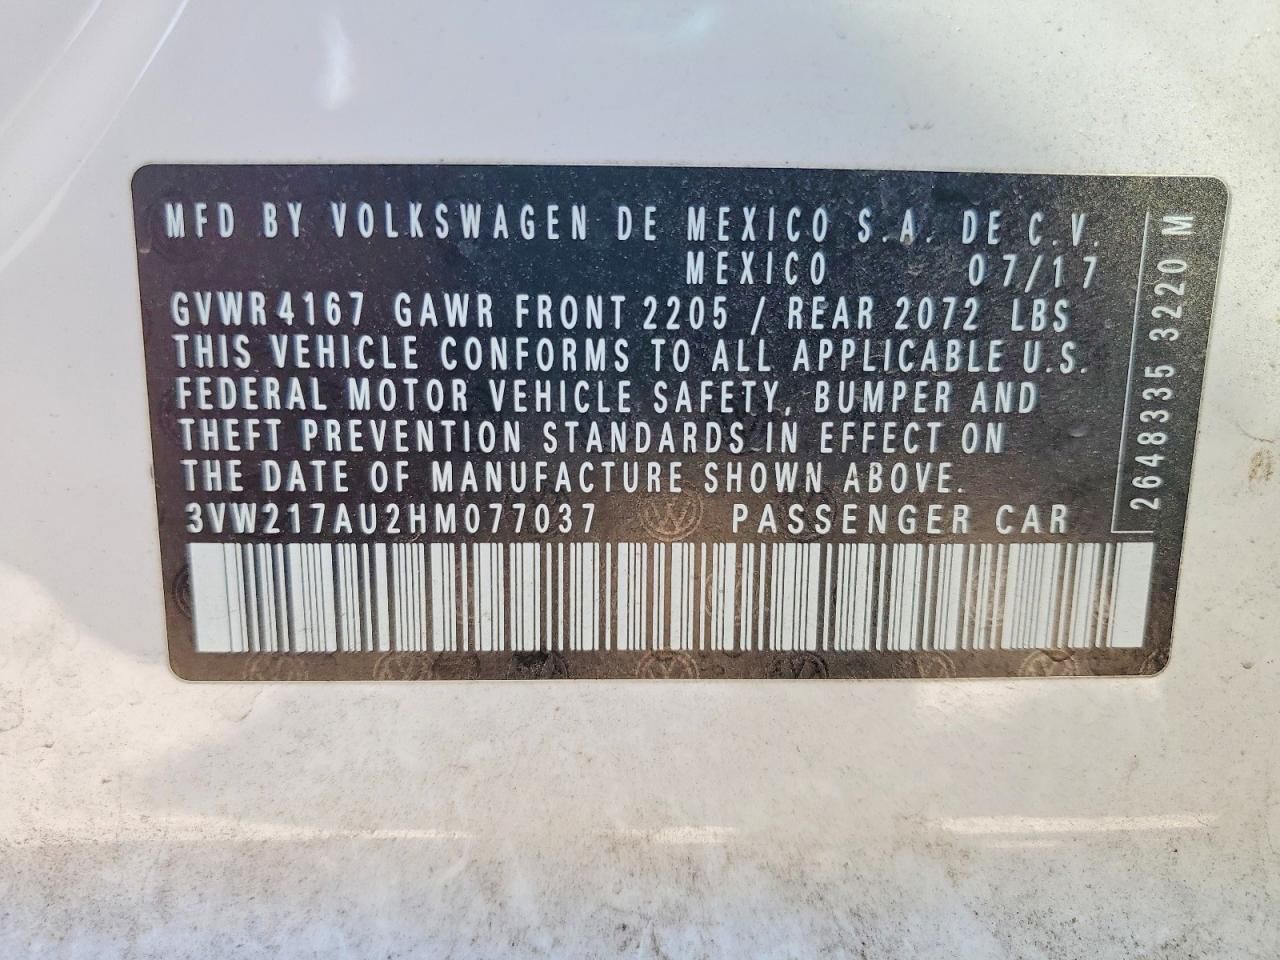 MFD BY VOLKSWAGEN DE MEXICO S.A. DE C.V.
MEXICO 07/17
GVWR 4167 GAWR FRONT 2205 / REAR 2072 LBS
THIS VEHICLE CONFORMS TO ALL APPLICABLE U.S.
FEDERAL MOTOR VEHICLE SAFETY, BUMPER AND
THEFT PREVENTION STANDARDS IN EFFECT ON
THE DATE OF MANUFACTURE SHOWN ABOVE.
3VW217AU2HM077037 PASSENGER CAR
2648335 3220 M